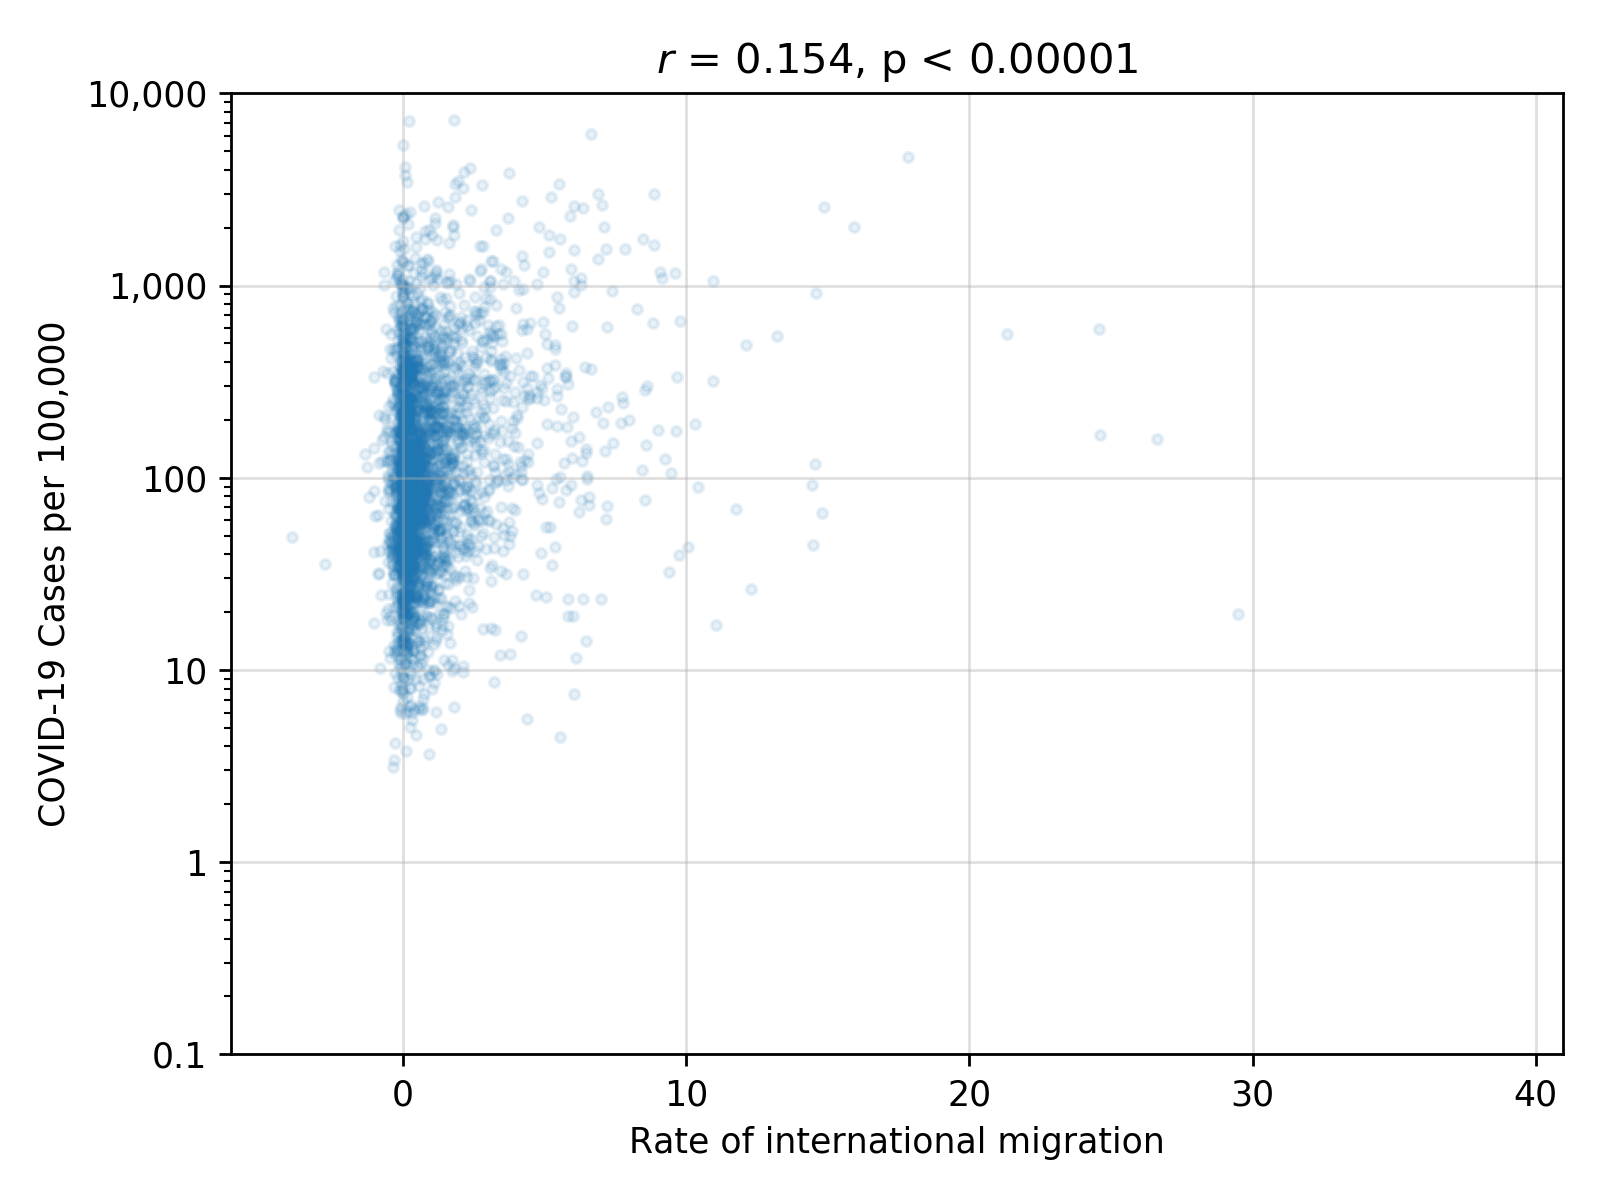 r = 0.154, p < 0.00001
10,000
1,000
100
10
1
0.1
COVID-19 Cases per 100,000
0 10 20 30 40
Rate of international migration